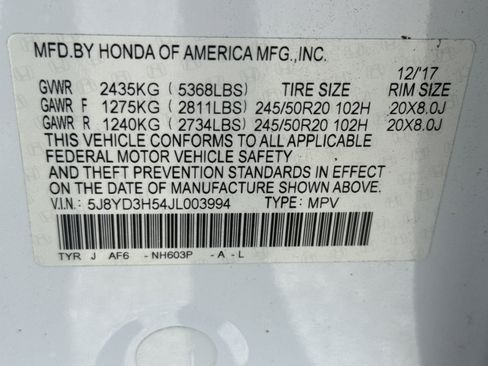 MFD.BY HONDA OF AMERICA MFG.,INC.
12/'17
GVWR 2435KG (5368LBS) TIRE SIZE RIM SIZE
GAWR F 1275KG (2811LBS) 245/50R20 102H 20X8.0J
GAWR R 1240KG (2734LBS) 245/50R20 102H 20X8.0J
THIS VEHICLE CONFORMS TO ALL APPLICABLE
FEDERAL MOTOR VEHICLE SAFETY
AND THEFT PREVENTION STANDARDS IN EFFECT
ON THE DATE OF MANUFACTURE SHOWN ABOVE.
V.I.N.: 5J8YD3H54JL003994 TYPE: MPV
TYR J AF6 -NH603P -A-L